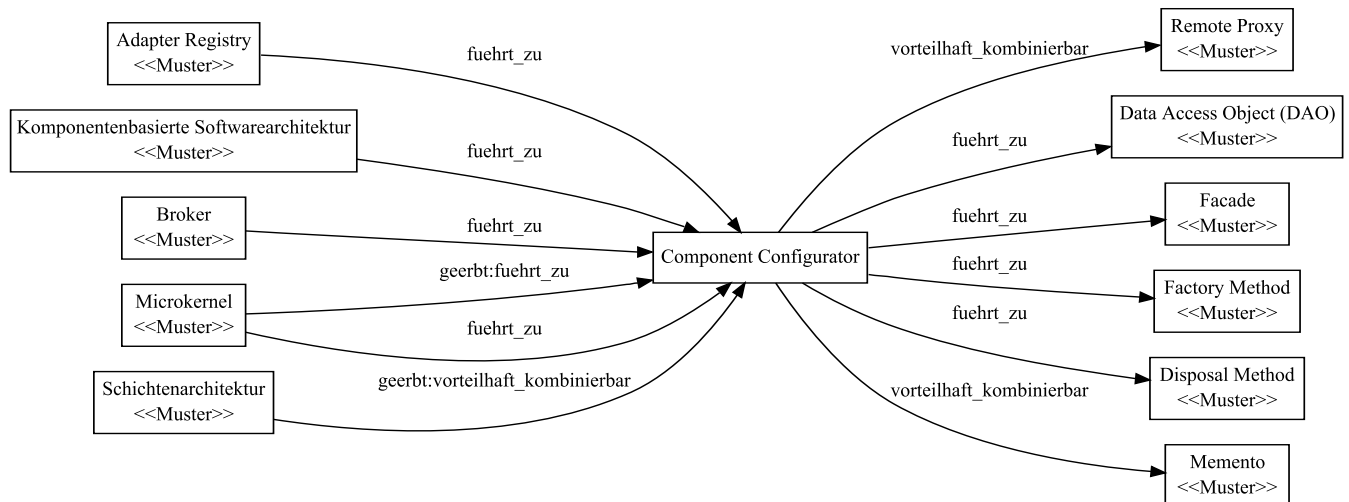 Adapter Registry
<<Muster>>
Komponentenbasierte Softwarearchitektur
<<Muster>>
Broker
<<Muster>>
Microkernel
<<Muster>>
Schichtenarchitektur
<<Muster>>
fuehrt_zu
fuehrt_zu
fuehrt_zu
geerbt:fuehrt_zu
fuehrt_zu
geerbt:vorteilhaft_kombinierbar
Component Configurator
vorteilhaft_kombinierbar
fuehrt_zu
fuehrt_zu
fuehrt_zu
fuehrt_zu
vorteilhaft_kombinierbar
Remote Proxy
<<Muster>>
Data Access Object (DAO)
<<Muster>>
Facade
<<Muster>>
Factory Method
<<Muster>>
Disposal Method
<<Muster>>
Memento
<<Muster>>